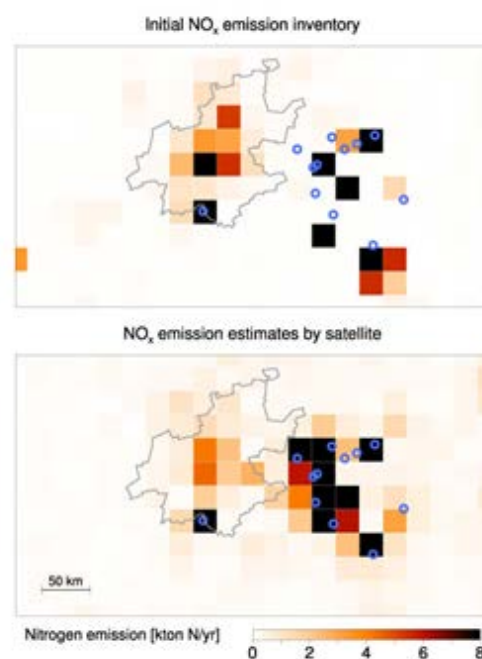 Initial NOx emission inventory
NOx emission estimates by satellite
50 km
Nitrogen emission [kton N/yr]
0 2 4 6 8